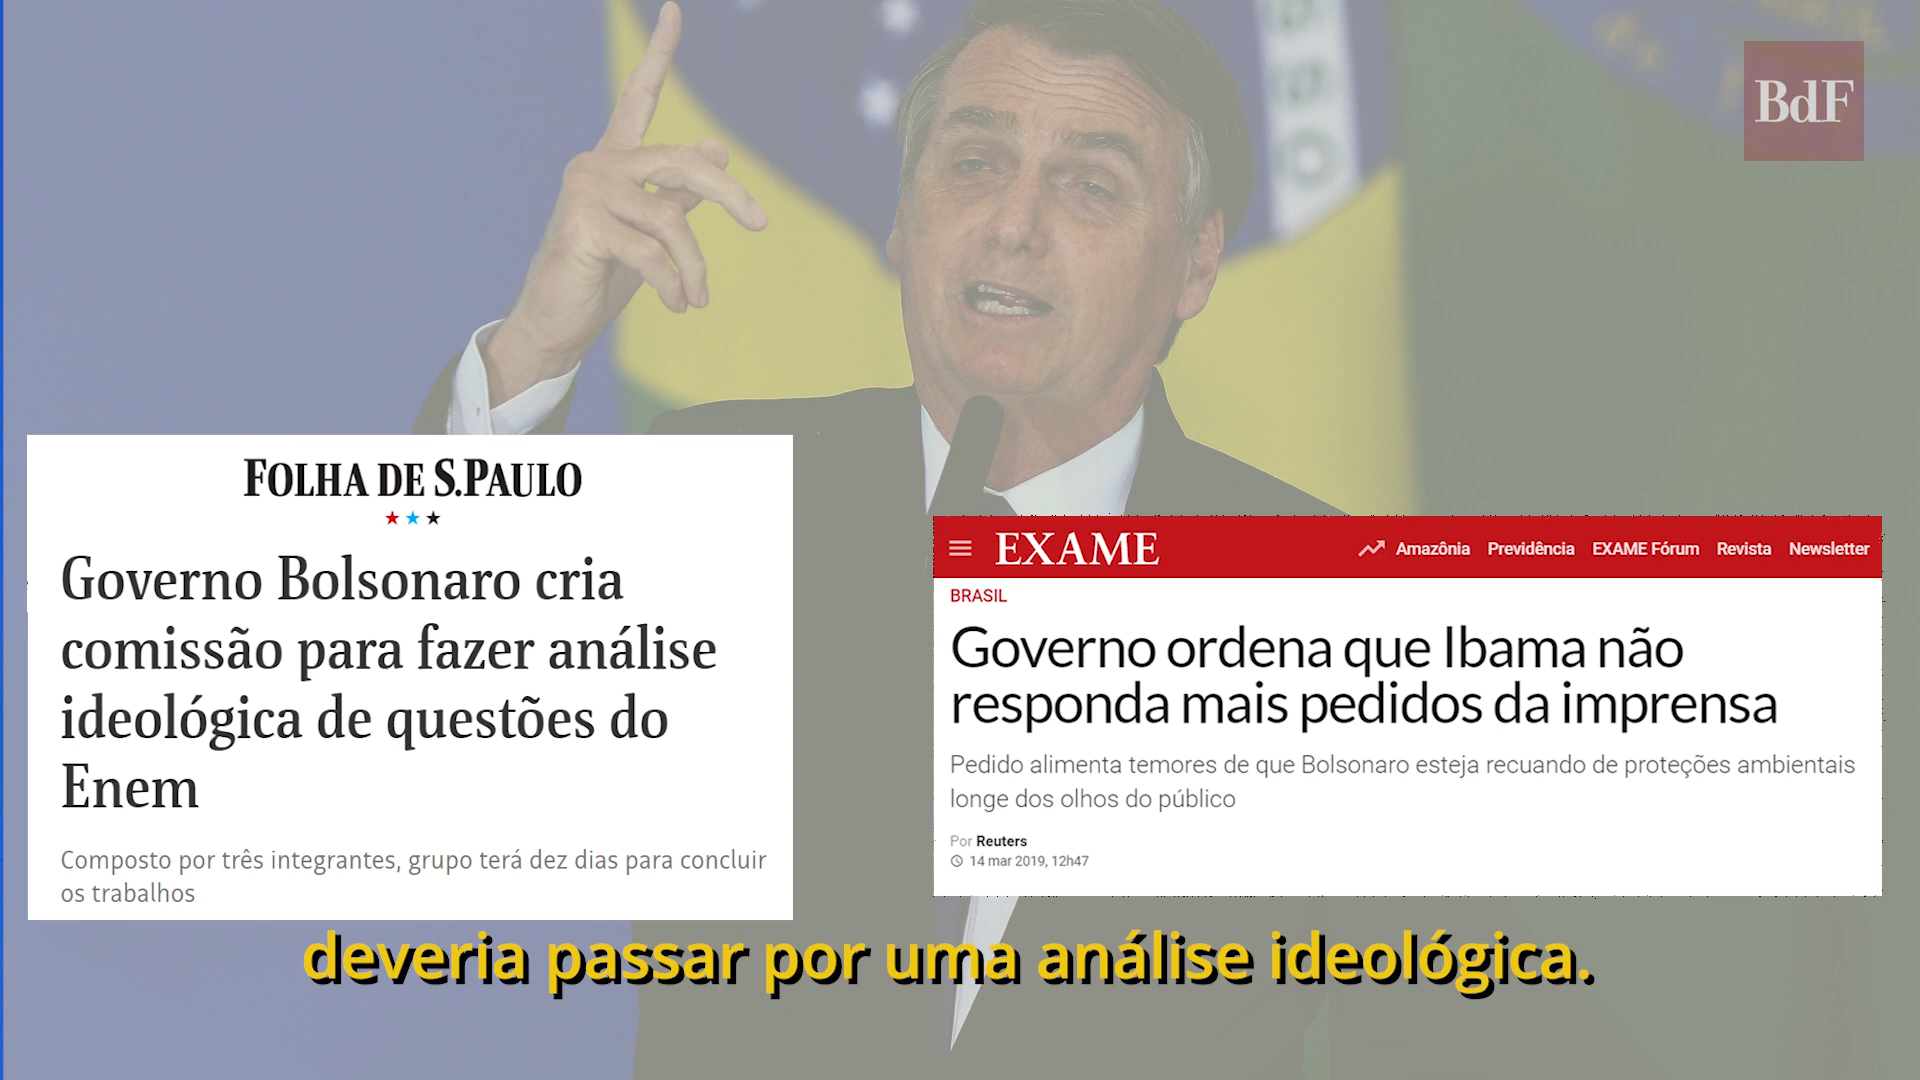 BdF
FOLHA DE S.PAULO
Governo Bolsonaro cria
comissão para fazer análise
ideológica de questões do
Enem
Composto por três integrantes, grupo terá dez dias para concluir
os trabalhos
EXAME
Amazônia Previdência EXAME Fórum Revista Newsletter
BRASIL
Governo ordena que Ibama não
responda mais pedidos da imprensa
Pedido alimenta temores de que Bolsonaro esteja recuando de proteções ambientais
longe dos olhos do público
Por Reuters
14 mar 2019, 12h47
deveria passar por uma análise ideológica.